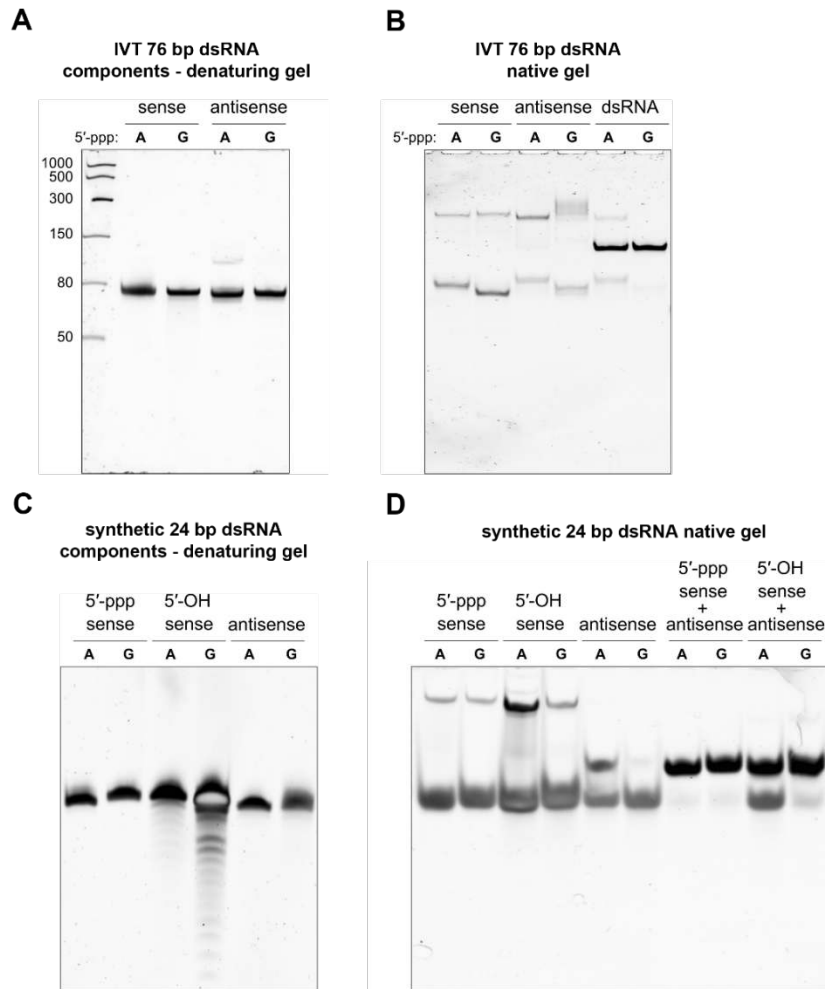 A
IVT 76 bp dsRNA
components - denaturing gel
sense antisense
5′-ppp: A G A G
1000
500
300
150
80
50
B
IVT 76 bp dsRNA
native gel
sense antisense dsRNA
5′-ppp: A G A G A G
C
synthetic 24 bp dsRNA
components - denaturing gel
5′-ppp sense 5′-OH sense antisense
A G A G A G
D
synthetic 24 bp dsRNA native gel
5′-ppp sense 5′-OH sense antisense 5′-ppp sense + antisense 5′-OH sense + antisense
A G A G A G A G A G